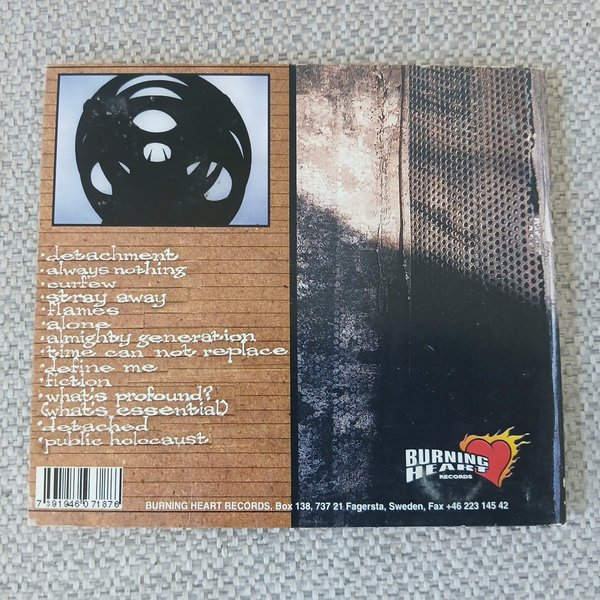 ·detachment
·always nothing
·curfew
·stray away
·flames
·alone
·almighty generation
·time can not replace
·define me
·fiction
·what's profound?
(what's essential)
·detached
·public holocaust
BURNING
HEART
RECORDS
7 391946 071876
BURNING HEART RECORDS, Box 138, 737 21 Fagersta, Sweden, Fax +46 223 145 42